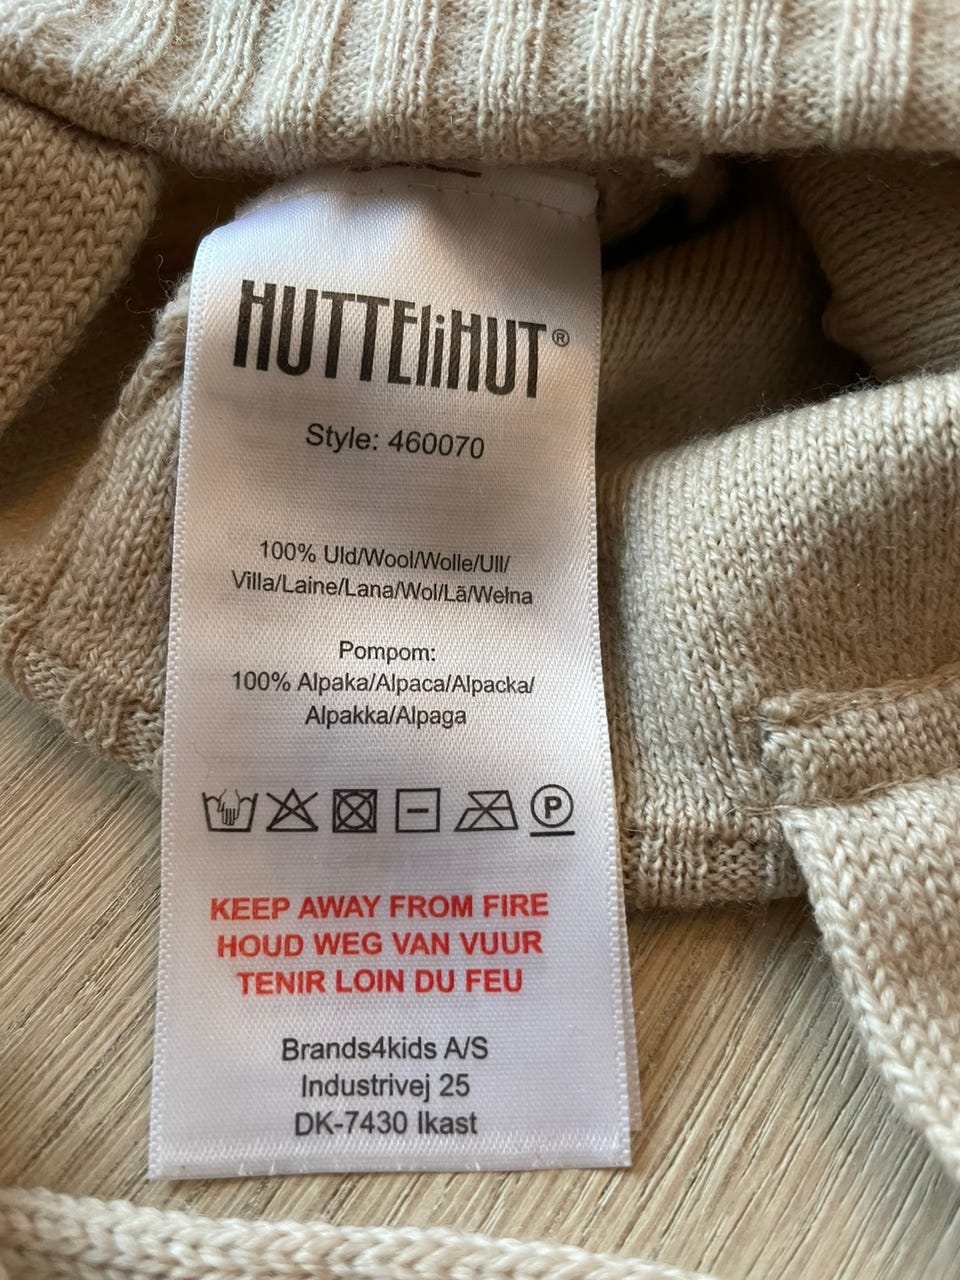 HUTTEliHUT®
Style: 460070
100% Uld/Wool/Wolle/Ull/
Villa/Laine/Lana/Wol/Lã/Wełna
Pompom:
100% Alpaka/Alpaca/Alpacka/
Alpakka/Alpaga
P
KEEP AWAY FROM FIRE
HOUD WEG VAN VUUR
TENIR LOIN DU FEU
Brands4kids A/S
Industrivej 25
DK-7430 Ikast